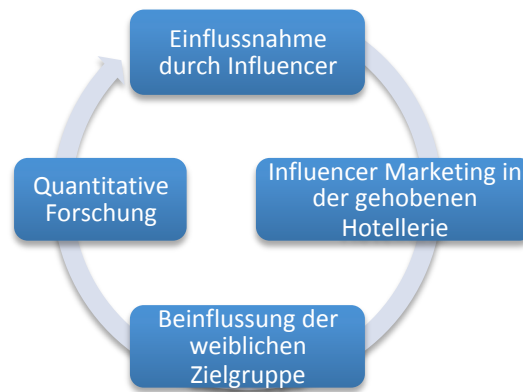 Einflussnahme
durch Influencer
Influencer Marketing in
der gehobenen
Hotellerie
Beinflussung der
weiblichen
Zielgruppe
Quantitative
Forschung